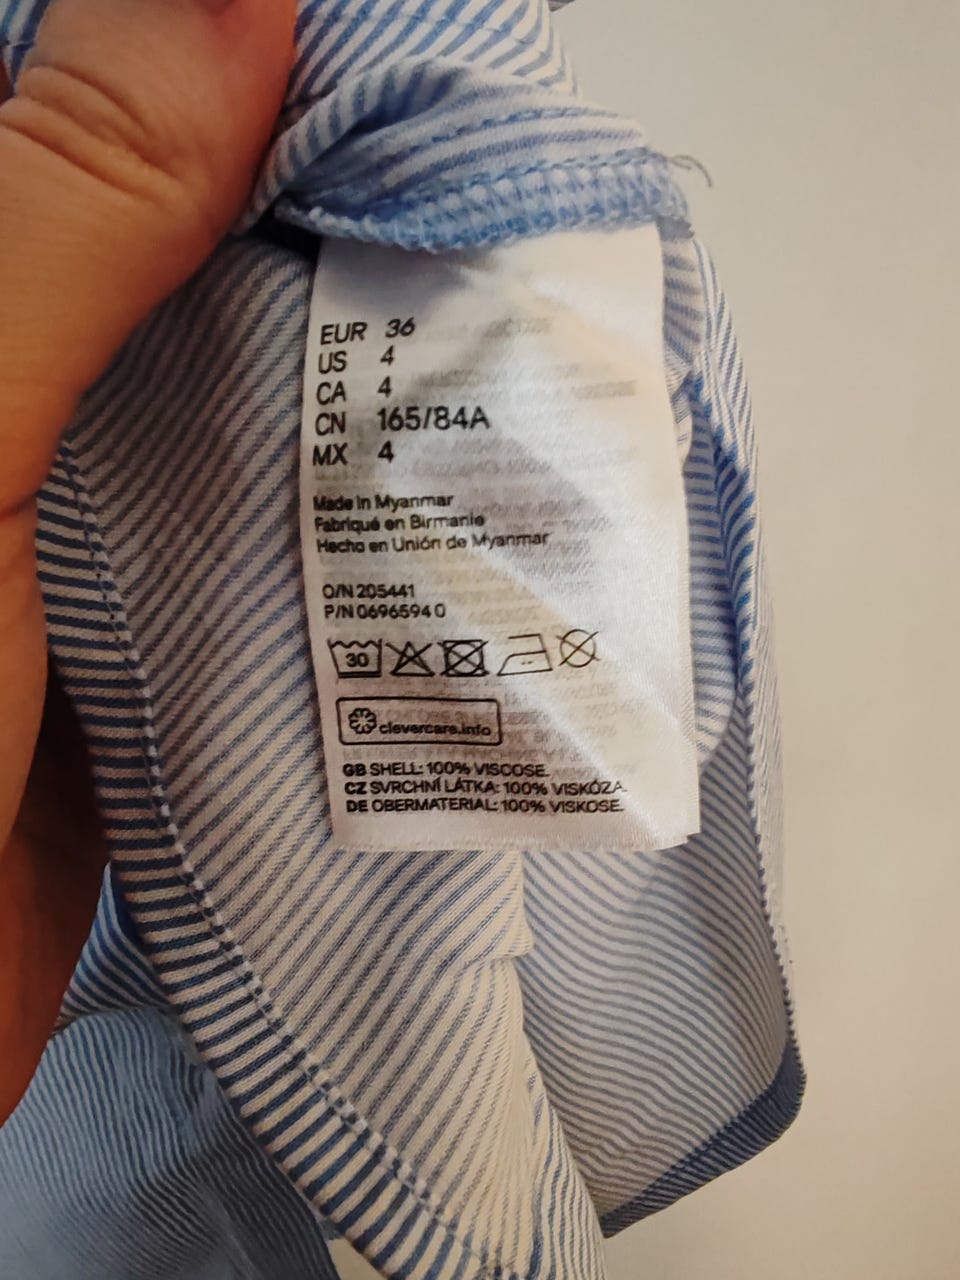 EUR 36
US 4
CA 4
CN 165/84A
MX 4
Made in Myanmar
Fabriqué en Birmanie
Hecho en Unión de Myanmar
O/N 205441
P/N 0696594 0
30
clevercare.info
GB SHELL: 100% VISCOSE.
CZ SVRCHNÍ LÁTKA: 100% VISKÓZA.
DE OBERMATERIAL: 100% VISKOSE.